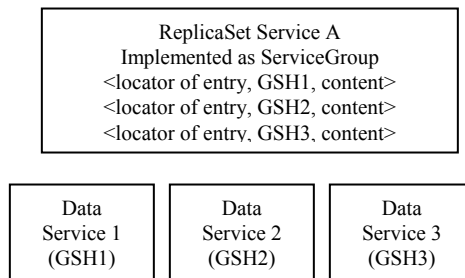 ReplicaSet Service A
Implemented as ServiceGroup
<locator of entry, GSH1, content>
<locator of entry, GSH2, content>
<locator of entry, GSH3, content>
Data
Service 1
(GSH1)
Data
Service 2
(GSH2)
Data
Service 3
(GSH3)